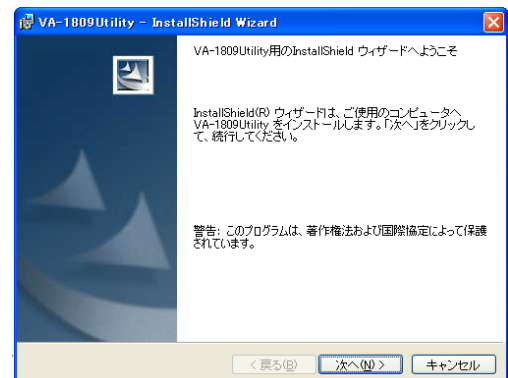 VA-1809Utility - InstallShield Wizard
VA-1809Utility用のInstallShield ウィザードへようこそ
InstallShield(R) ウィザードは、ご使用のコンピュータへ
VA-1809Utility をインストールします。「次へ」をクリックし
て、続行してください。
警告: このプログラムは、著作権法および国際協定によって保護
されています。
< 戻る(B)
次へ(N) >
キャンセル